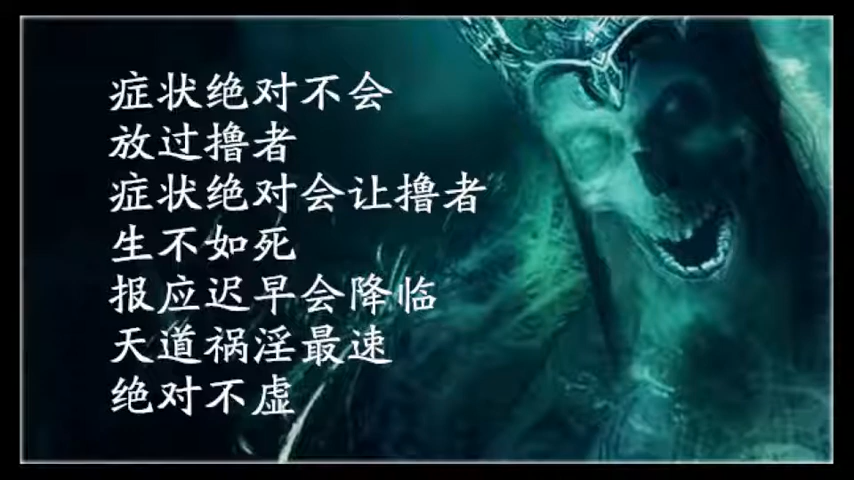 症状绝对不会
放过撸者
症状绝对会让撸者
生不如死
报应迟早会降临
天道祸淫最速
绝对不虚